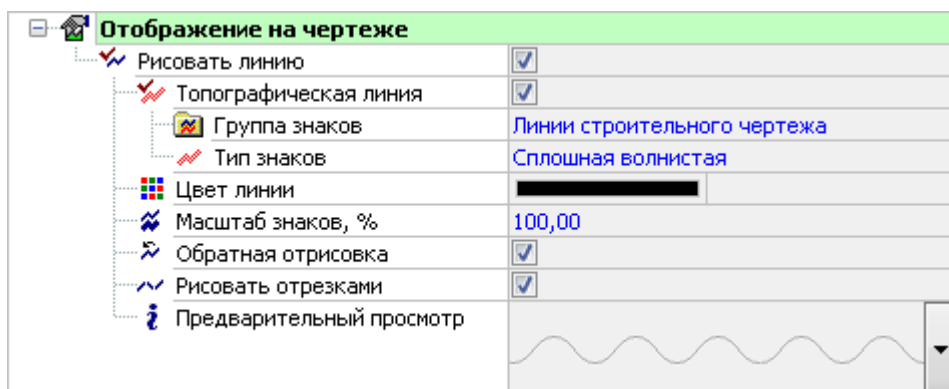 Отображение на чертеже
Рисовать линию
Топографическая линия
Группа знаков Линии строительного чертежа
Тип знаков Сплошная волнистая
Цвет линии
Масштаб знаков, % 100,00
Обратная отрисовка
Рисовать отрезками
Предварительный просмотр